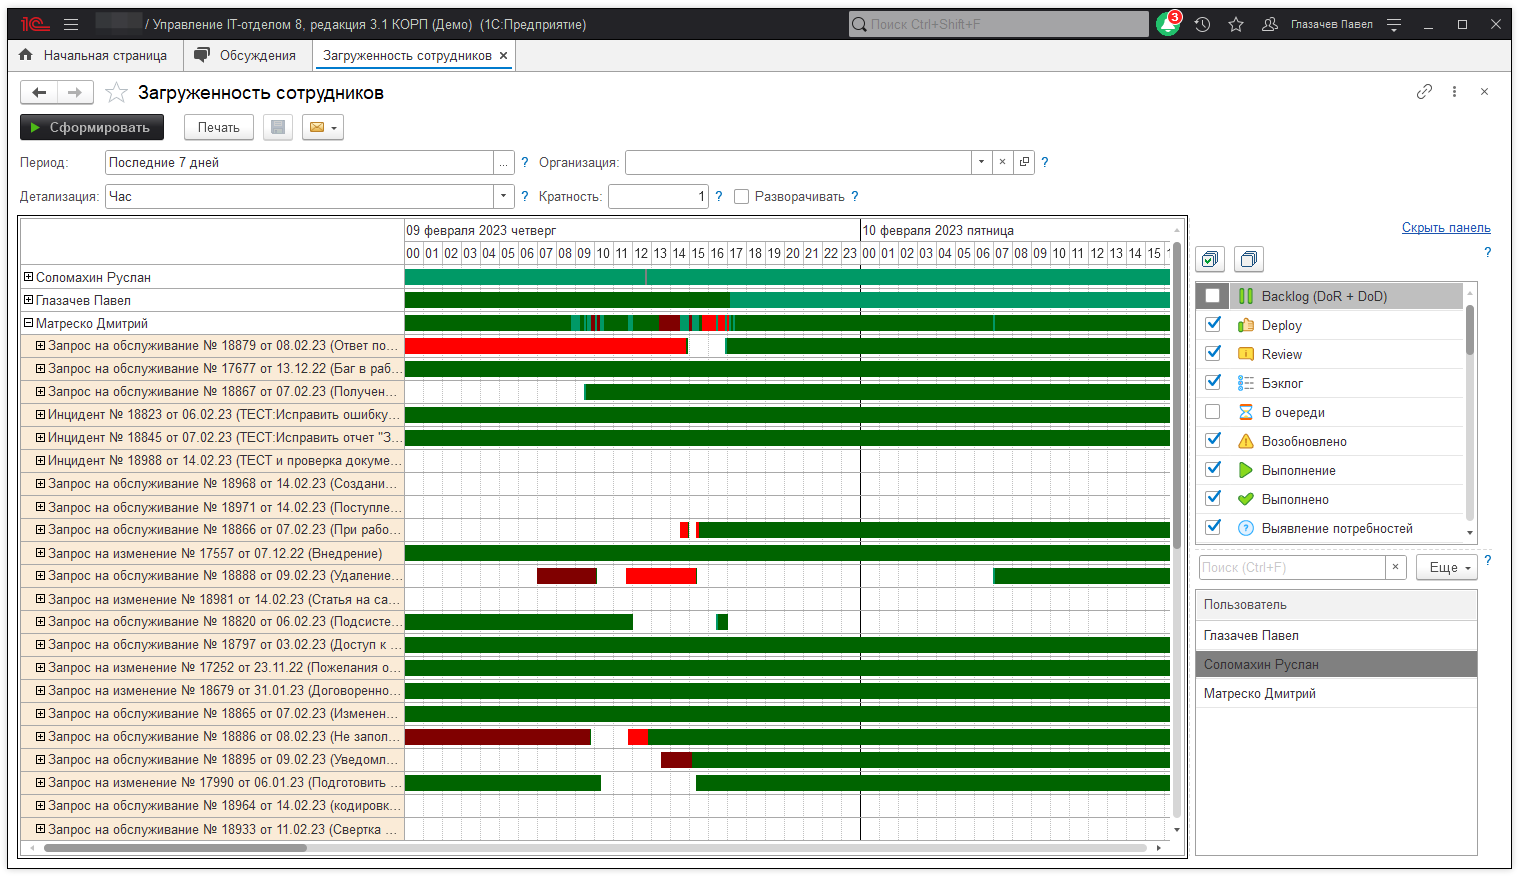 1С / Управление IT-отделом 8, редакция 3.1 КОРП (Демо) (1С:Предприятие) Поиск Ctrl+Shift+F 3 Глазачев Павел
Начальная страница Обсуждения Загруженность сотрудников ×
Загруженность сотрудников
Сформировать Печать
Период: Последние 7 дней ... ? Организация: ?
Детализация: Час ? Кратность: 1 ? Разворачивать ?
Скрыть панель
?
09 февраля 2023 четверг 10 февраля 2023 пятница
00 01 02 03 04 05 06 07 08 09 10 11 12 13 14 15 16 17 18 19 20 21 22 23 00 01 02 03 04 05 06 07 08 09 10 11 12 13 14 15 1
Соломахин Руслан
Глазачев Павел
Матреско Дмитрий
Запрос на обслуживание № 18879 от 08.02.23 (Ответ по...
Запрос на обслуживание № 17677 от 13.12.22 (Баг в раб...
Запрос на обслуживание № 18867 от 07.02.23 (Получен...
Инцидент № 18823 от 06.02.23 (ТЕСТ:Исправить ошибку...
Инцидент № 18845 от 07.02.23 (ТЕСТ:Исправить отчет "З...
Инцидент № 18988 от 14.02.23 (ТЕСТ и проверка докуме...
Запрос на обслуживание № 18968 от 14.02.23 (Создани...
Запрос на обслуживание № 18971 от 14.02.23 (Поступле...
Запрос на обслуживание № 18866 от 07.02.23 (При рабо...
Запрос на изменение № 17557 от 07.12.22 (Внедрение)
Запрос на обслуживание № 18888 от 09.02.23 (Удаление...
Запрос на изменение № 18981 от 14.02.23 (Статья на са...
Запрос на обслуживание № 18820 от 06.02.23 (Подсисте...
Запрос на обслуживание № 18797 от 03.02.23 (Доступ к ...
Запрос на изменение № 17252 от 23.11.22 (Пожелания о...
Запрос на изменение № 18679 от 31.01.23 (Договоренно...
Запрос на обслуживание № 18865 от 07.02.23 (Изменен...
Запрос на обслуживание № 18886 от 08.02.23 (Не запол...
Запрос на обслуживание № 18895 от 09.02.23 (Уведомл...
Запрос на изменение № 17990 от 06.01.23 (Подготовить ...
Запрос на обслуживание № 18964 от 14.02.23 (кодировк...
Запрос на обслуживание № 18933 от 11.02.23 (Свертка ...
Backlog (DoR + DoD)
Deploy
Review
Бэклог
В очереди
Возобновлено
Выполнение
Выполнено
Выявление потребностей
Поиск (Ctrl+F) × Еще ?
Пользователь
Глазачев Павел
Соломахин Руслан
Матреско Дмитрий